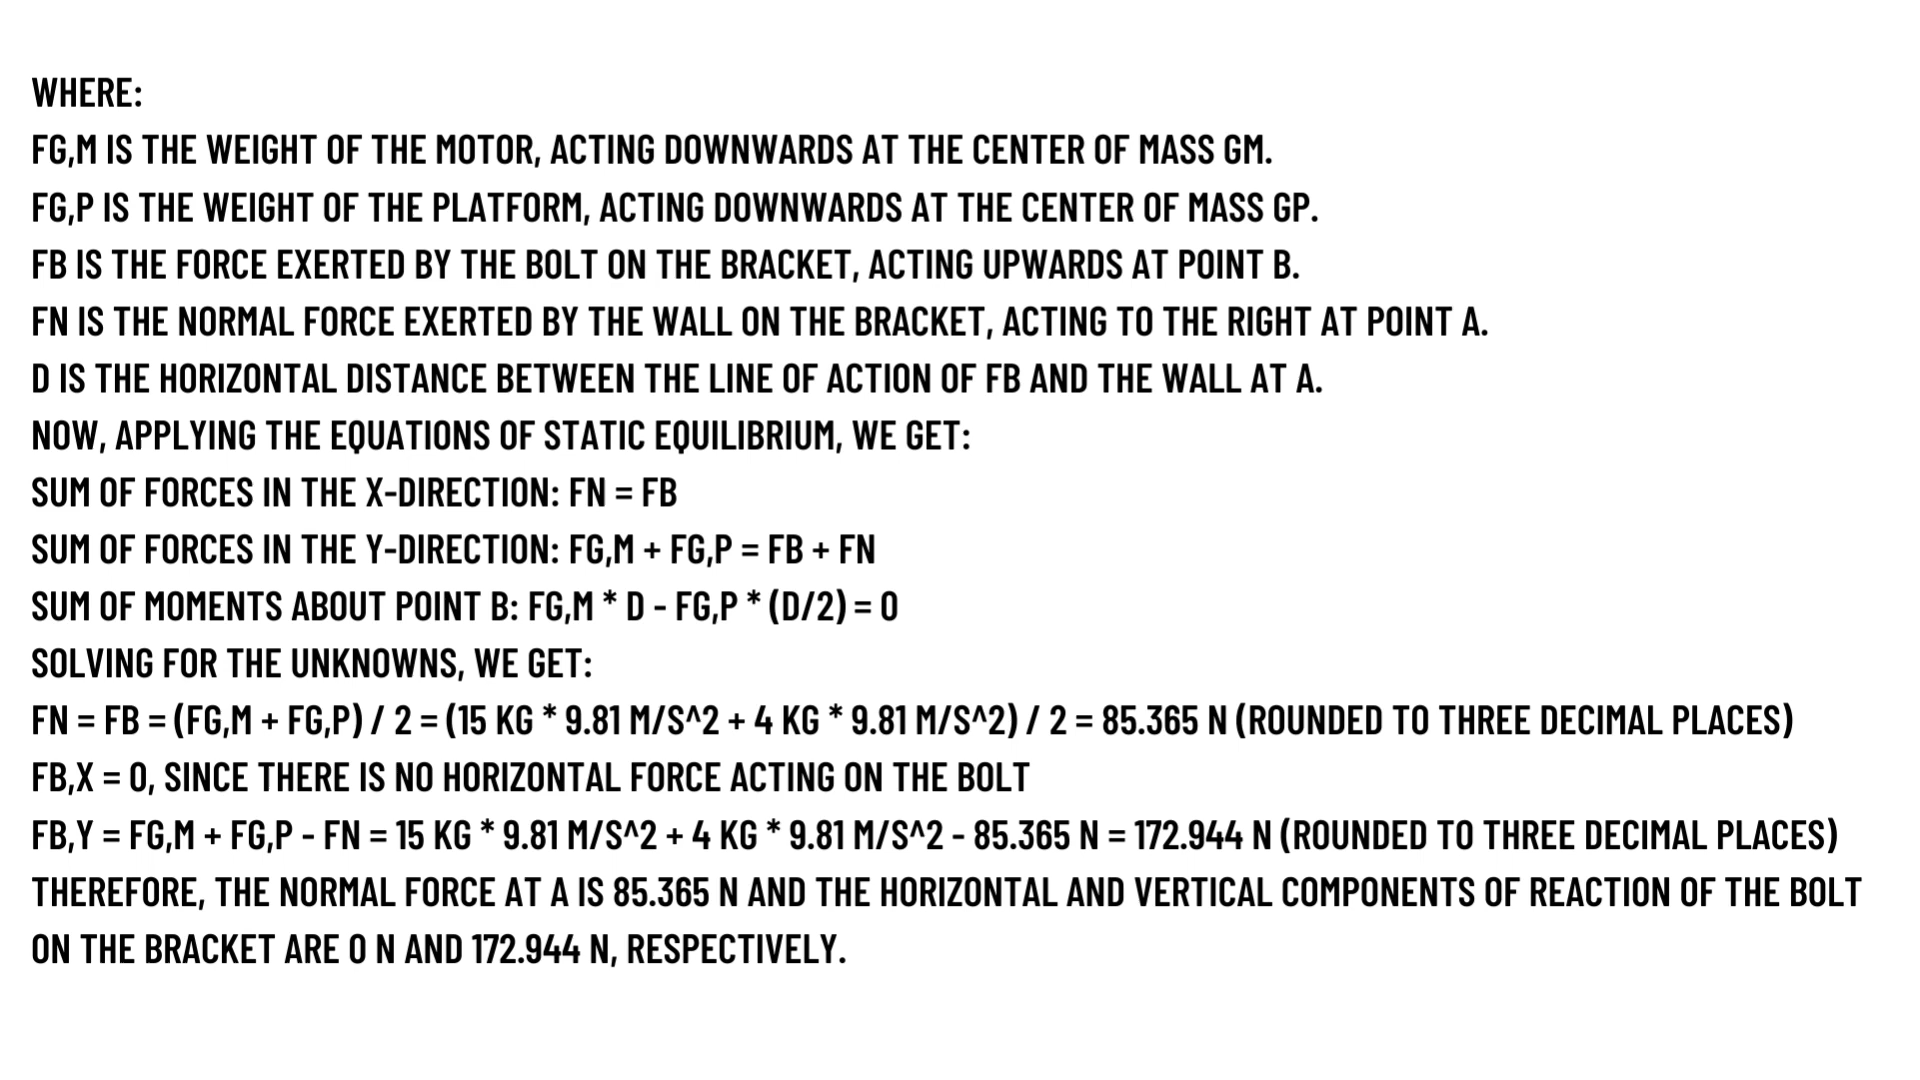 WHERE:
FG,M IS THE WEIGHT OF THE MOTOR, ACTING DOWNWARDS AT THE CENTER OF MASS GM.
FG,P IS THE WEIGHT OF THE PLATFORM, ACTING DOWNWARDS AT THE CENTER OF MASS GP.
FB IS THE FORCE EXERTED BY THE BOLT ON THE BRACKET, ACTING UPWARDS AT POINT B.
FN IS THE NORMAL FORCE EXERTED BY THE WALL ON THE BRACKET, ACTING TO THE RIGHT AT POINT A.
D IS THE HORIZONTAL DISTANCE BETWEEN THE LINE OF ACTION OF FB AND THE WALL AT A.
NOW, APPLYING THE EQUATIONS OF STATIC EQUILIBRIUM, WE GET:
SUM OF FORCES IN THE X-DIRECTION: FN = FB
SUM OF FORCES IN THE Y-DIRECTION: FG,M + FG,P = FB + FN
SUM OF MOMENTS ABOUT POINT B: FG,M * D - FG,P * (D/2) = 0
SOLVING FOR THE UNKNOWNS, WE GET:
FN = FB = (FG,M + FG,P) / 2 = (15 KG * 9.81 M/S^2 + 4 KG * 9.81 M/S^2) / 2 = 85.365 N (ROUNDED TO THREE DECIMAL PLACES)
FB,X = 0, SINCE THERE IS NO HORIZONTAL FORCE ACTING ON THE BOLT
FB,Y = FG,M + FG,P - FN = 15 KG * 9.81 M/S^2 + 4 KG * 9.81 M/S^2 - 85.365 N = 172.944 N (ROUNDED TO THREE DECIMAL PLACES)
THEREFORE, THE NORMAL FORCE AT A IS 85.365 N AND THE HORIZONTAL AND VERTICAL COMPONENTS OF REACTION OF THE BOLT
ON THE BRACKET ARE 0 N AND 172.944 N, RESPECTIVELY.